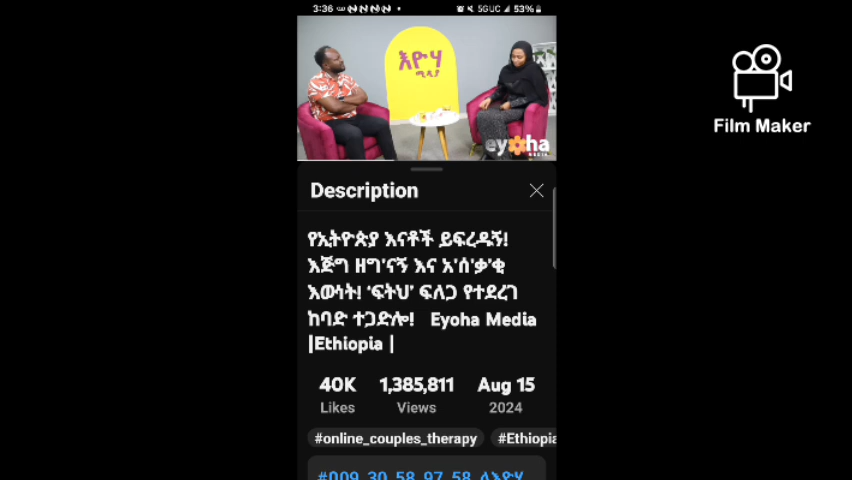 3:36
5GUC 53%
እዮሃ
ሚዲያ
eyoha
MEDIA
Film Maker
Description
የኢትዮጵያ እናቶች ይፍረዱኝ!
እጅግ ዘግ'ናኝ እና አ'ሰ'ቃ'ቂ
እውነት! 'ፍትህ' ፍለጋ የተደረገ
ከባድ ተጋድሎ! Eyoha Media
|Ethiopia |
40K 1,385,811 Aug 15
Likes Views 2024
#online_couples_therapy #Ethiopia
#009_30_58_97_58 ለእዮሃ